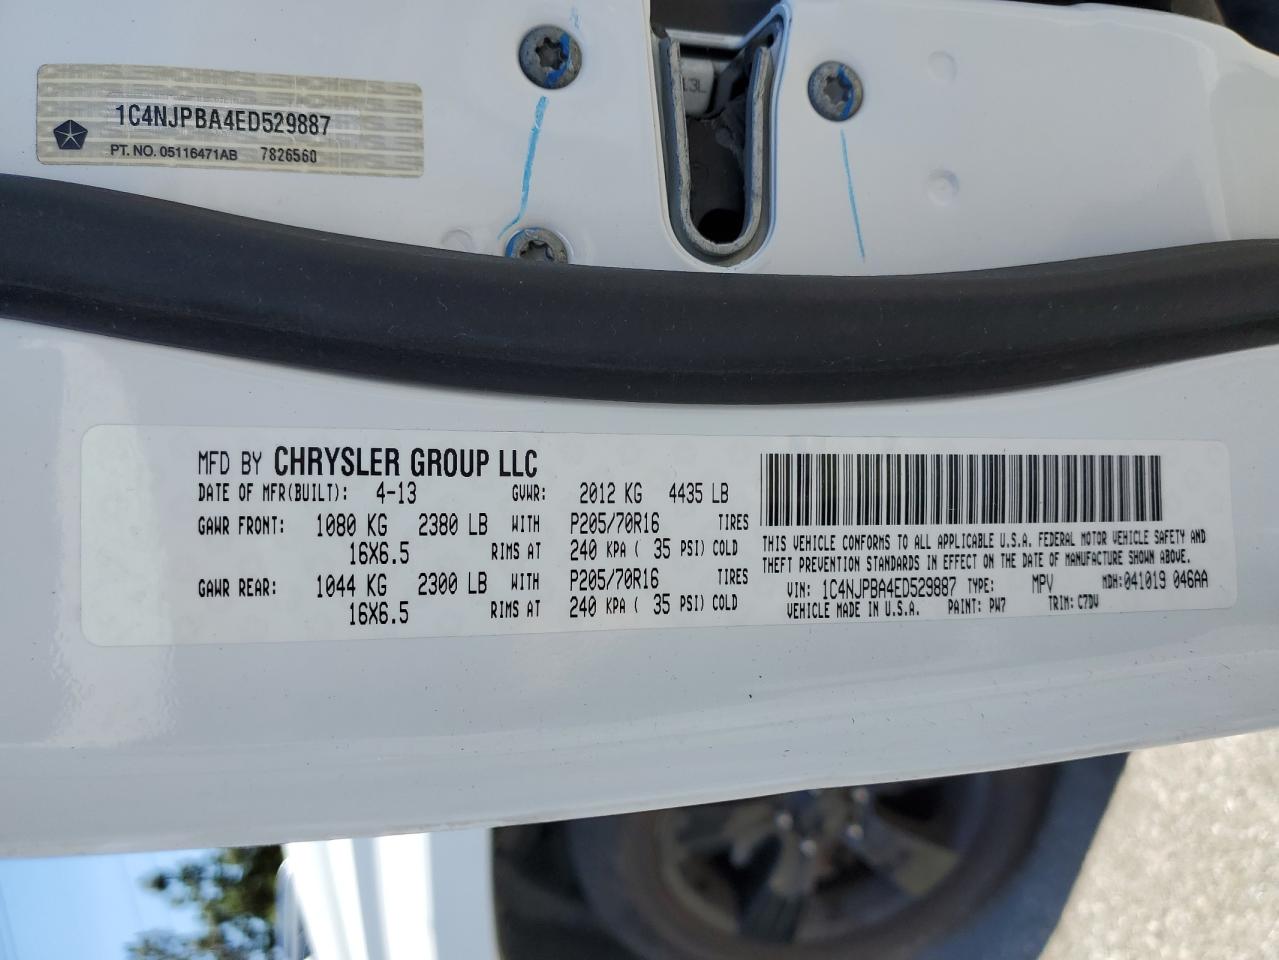 13L
1C4NJPBA4ED529887
PT. NO. 05116471AB 7826560
MFD BY CHRYSLER GROUP LLC
DATE OF MFR(BUILT): 4-13 GVWR: 2012 KG 4435 LB
GAWR FRONT: 1080 KG 2380 LB WITH P205/70R16 TIRES
16X6.5 RIMS AT 240 KPA ( 35 PSI) COLD
GAWR REAR: 1044 KG 2300 LB WITH P205/70R16 TIRES
16X6.5 RIMS AT 240 KPA ( 35 PSI) COLD
THIS VEHICLE CONFORMS TO ALL APPLICABLE U.S.A. FEDERAL MOTOR VEHICLE SAFETY AND
THEFT PREVENTION STANDARDS IN EFFECT ON THE DATE OF MANUFACTURE SHOWN ABOVE.
VIN: 1C4NJPBA4ED529887 TYPE: MPV MDH: 041019 046AA
VEHICLE MADE IN U.S.A. PAINT: PW7 TRIM: C7DV